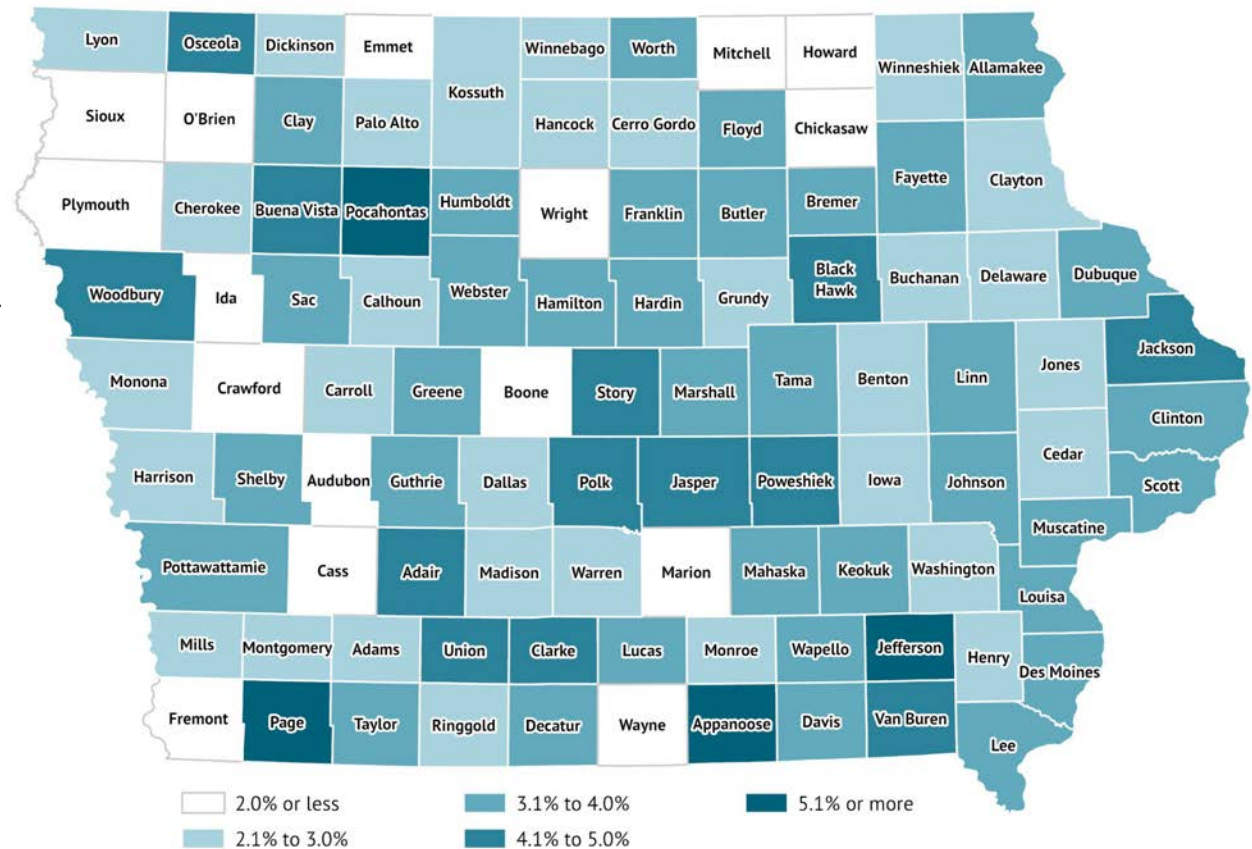 Lyon
Osceola
Dickinson
Emmet
Winnebago
Worth
Mitchell
Howard
Winneshiek
Allamakee
Kossuth
Sioux
O'Brien
Clay
Palo Alto
Hancock
Cerro Gordo
Floyd
Chickasaw
Plymouth
Cherokee
Buena Vista
Pocahontas
Humboldt
Wright
Franklin
Butler
Bremer
Fayette
Clayton
Woodbury
Ida
Sac
Calhoun
Webster
Hamilton
Hardin
Grundy
Black
Hawk
Buchanan
Delaware
Dubuque
Monona
Crawford
Carroll
Greene
Boone
Story
Marshall
Tama
Benton
Linn
Jones
Jackson
Clinton
Harrison
Shelby
Audubon
Guthrie
Dallas
Polk
Jasper
Poweshiek
Iowa
Johnson
Cedar
Scott
Muscatine
Pottawattamie
Cass
Adair
Madison
Warren
Marion
Mahaska
Keokuk
Washington
Louisa
Mills
Montgomery
Adams
Union
Clarke
Lucas
Monroe
Wapello
Jefferson
Henry
Des Moines
Fremont
Page
Taylor
Ringgold
Decatur
Wayne
Appanoose
Davis
Van Buren
Lee
2.0% or less
2.1% to 3.0%
3.1% to 4.0%
4.1% to 5.0%
5.1% or more